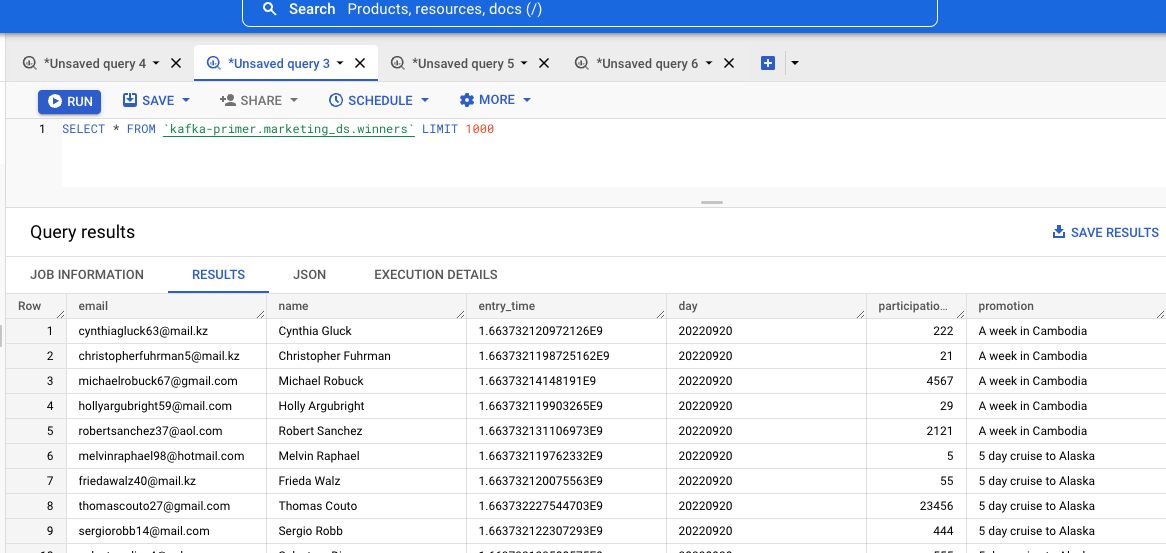 Search Products, resources, docs (/)
*Unsaved query 4 *Unsaved query 3 *Unsaved query 5 *Unsaved query 6
RUN SAVE SHARE SCHEDULE MORE
1 SELECT * FROM `kafka-primer.marketing_ds.winners` LIMIT 1000
Query results SAVE RESULTS
JOB INFORMATION RESULTS JSON EXECUTION DETAILS
Row email name entry_time day participatio... promotion
1 cynthiagluck63@mail.kz Cynthia Gluck 1.663732120972126E9 20220920 222 A week in Cambodia
2 christopherfuhrman5@mail.kz Christopher Fuhrman 1.6637321198725162E9 20220920 21 A week in Cambodia
3 michaelrobuck67@gmail.com Michael Robuck 1.66373214148191E9 20220920 4567 A week in Cambodia
4 hollyargubright59@mail.com Holly Argubright 1.663732119903265E9 20220920 29 A week in Cambodia
5 robertsanchez37@aol.com Robert Sanchez 1.663732131106973E9 20220920 2121 A week in Cambodia
6 melvinraphael98@hotmail.com Melvin Raphael 1.663732119762332E9 20220920 5 5 day cruise to Alaska
7 friedawalz40@mail.kz Frieda Walz 1.663732120075563E9 20220920 55 5 day cruise to Alaska
8 thomascouto27@gmail.com Thomas Couto 1.663732227544703E9 20220920 23456 5 day cruise to Alaska
9 sergiorobb14@mail.com Sergio Robb 1.663732122307293E9 20220920 444 5 day cruise to Alaska